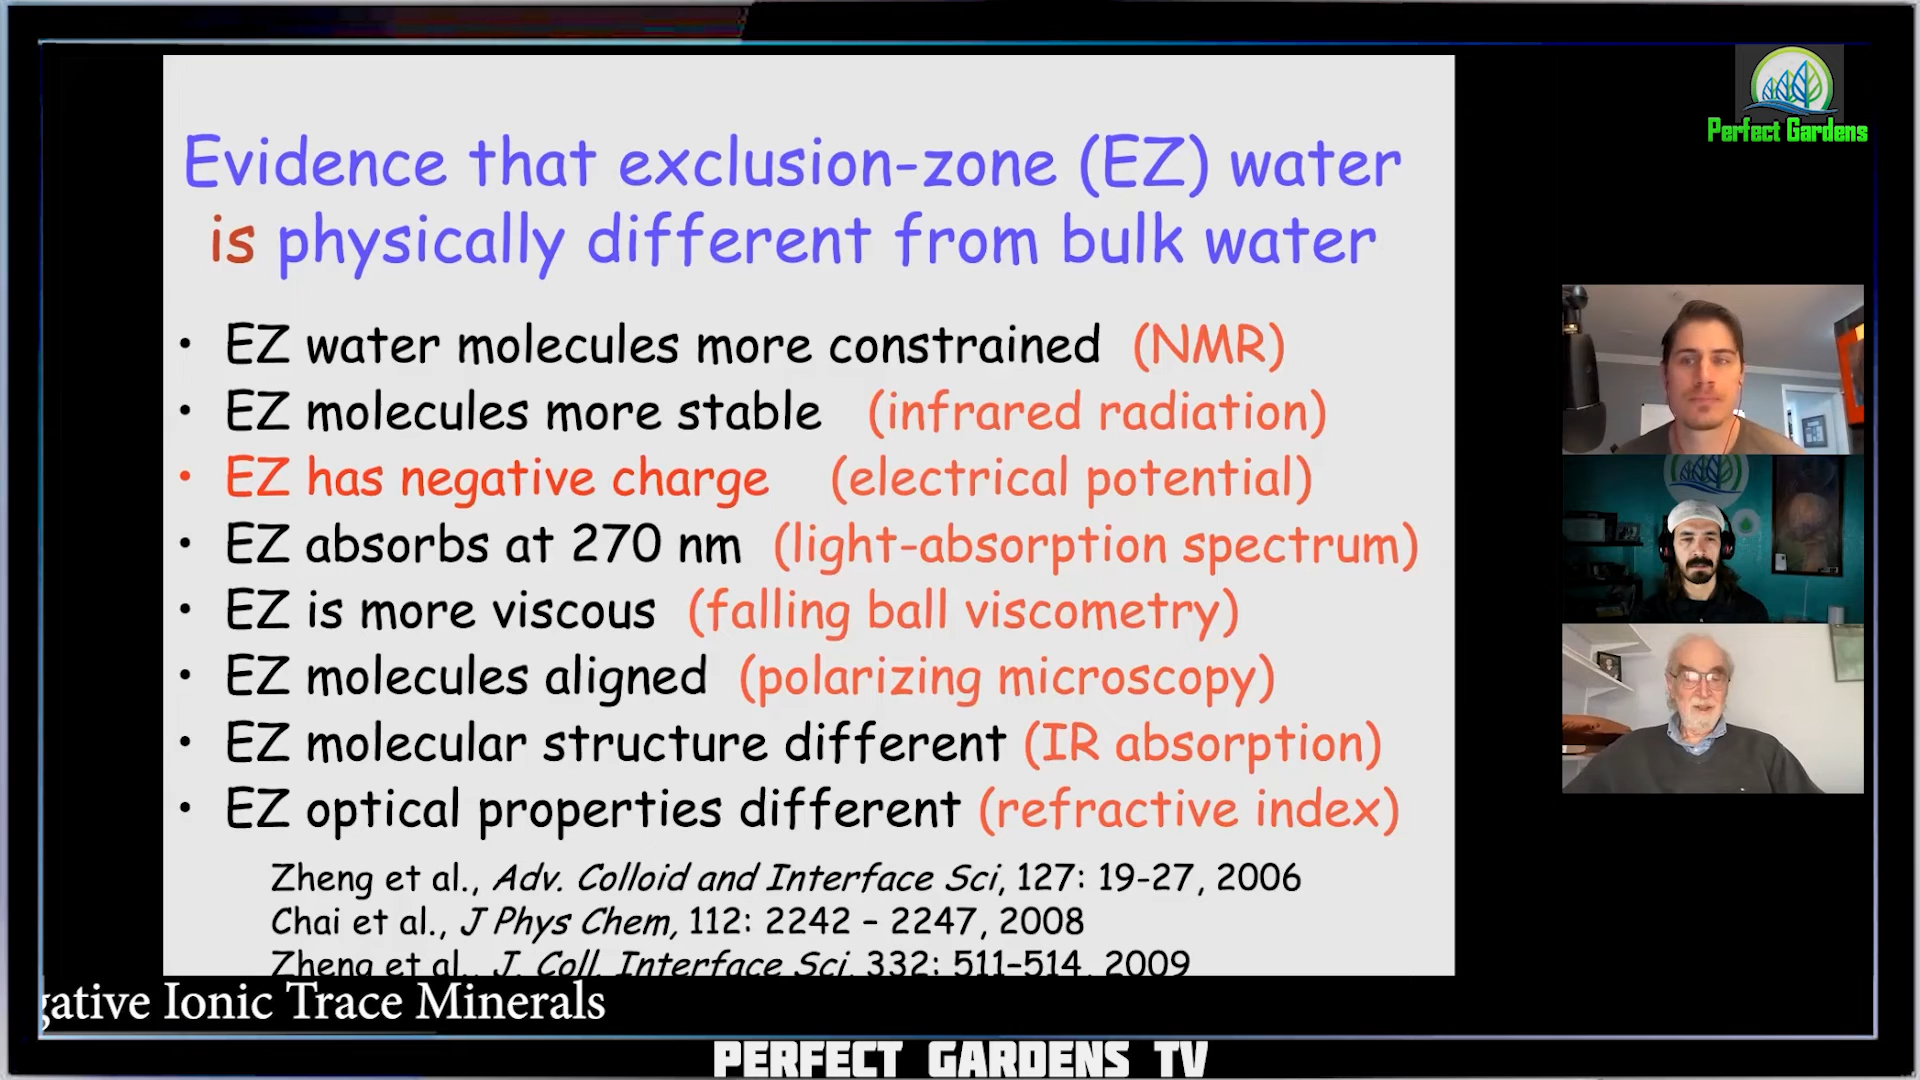 Perfect Gardens
Evidence that exclusion-zone (EZ) water
is physically different from bulk water
• EZ water molecules more constrained (NMR)
• EZ molecules more stable (infrared radiation)
• EZ has negative charge (electrical potential)
• EZ absorbs at 270 nm (light-absorption spectrum)
• EZ is more viscous (falling ball viscometry)
• EZ molecules aligned (polarizing microscopy)
• EZ molecular structure different (IR absorption)
• EZ optical properties different (refractive index)
Zheng et al., Adv. Colloid and Interface Sci, 127: 19-27, 2006
Chai et al., J Phys Chem, 112: 2242 – 2247, 2008
Zheng et al., J. Coll. Interface Sci, 332: 511–514, 2009
gative Ionic Trace Minerals
PERFECT GARDENS TV